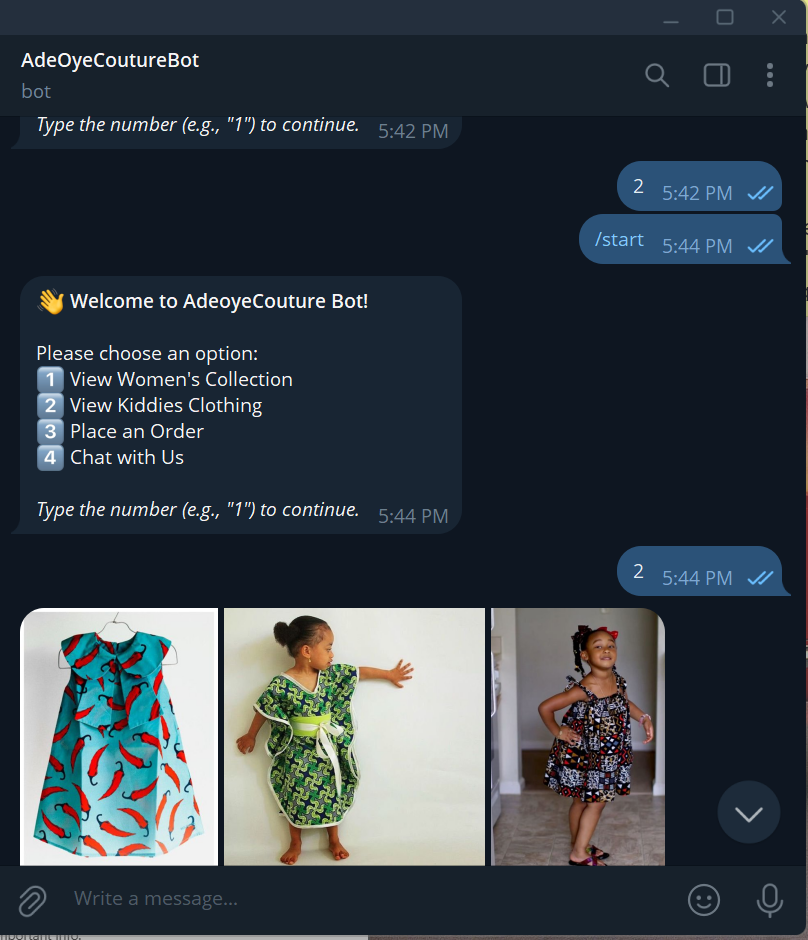 AdeOyeCoutureBot
bot
Type the number (e.g., "1") to continue. 5:42 PM
2 5:42 PM
/start 5:44 PM
👋 Welcome to AdeoyeCouture Bot!
Please choose an option:
1️⃣ View Women's Collection
2️⃣ View Kiddies Clothing
3️⃣ Place an Order
4️⃣ Chat with Us
Type the number (e.g., "1") to continue. 5:44 PM
2 5:44 PM
Write a message...